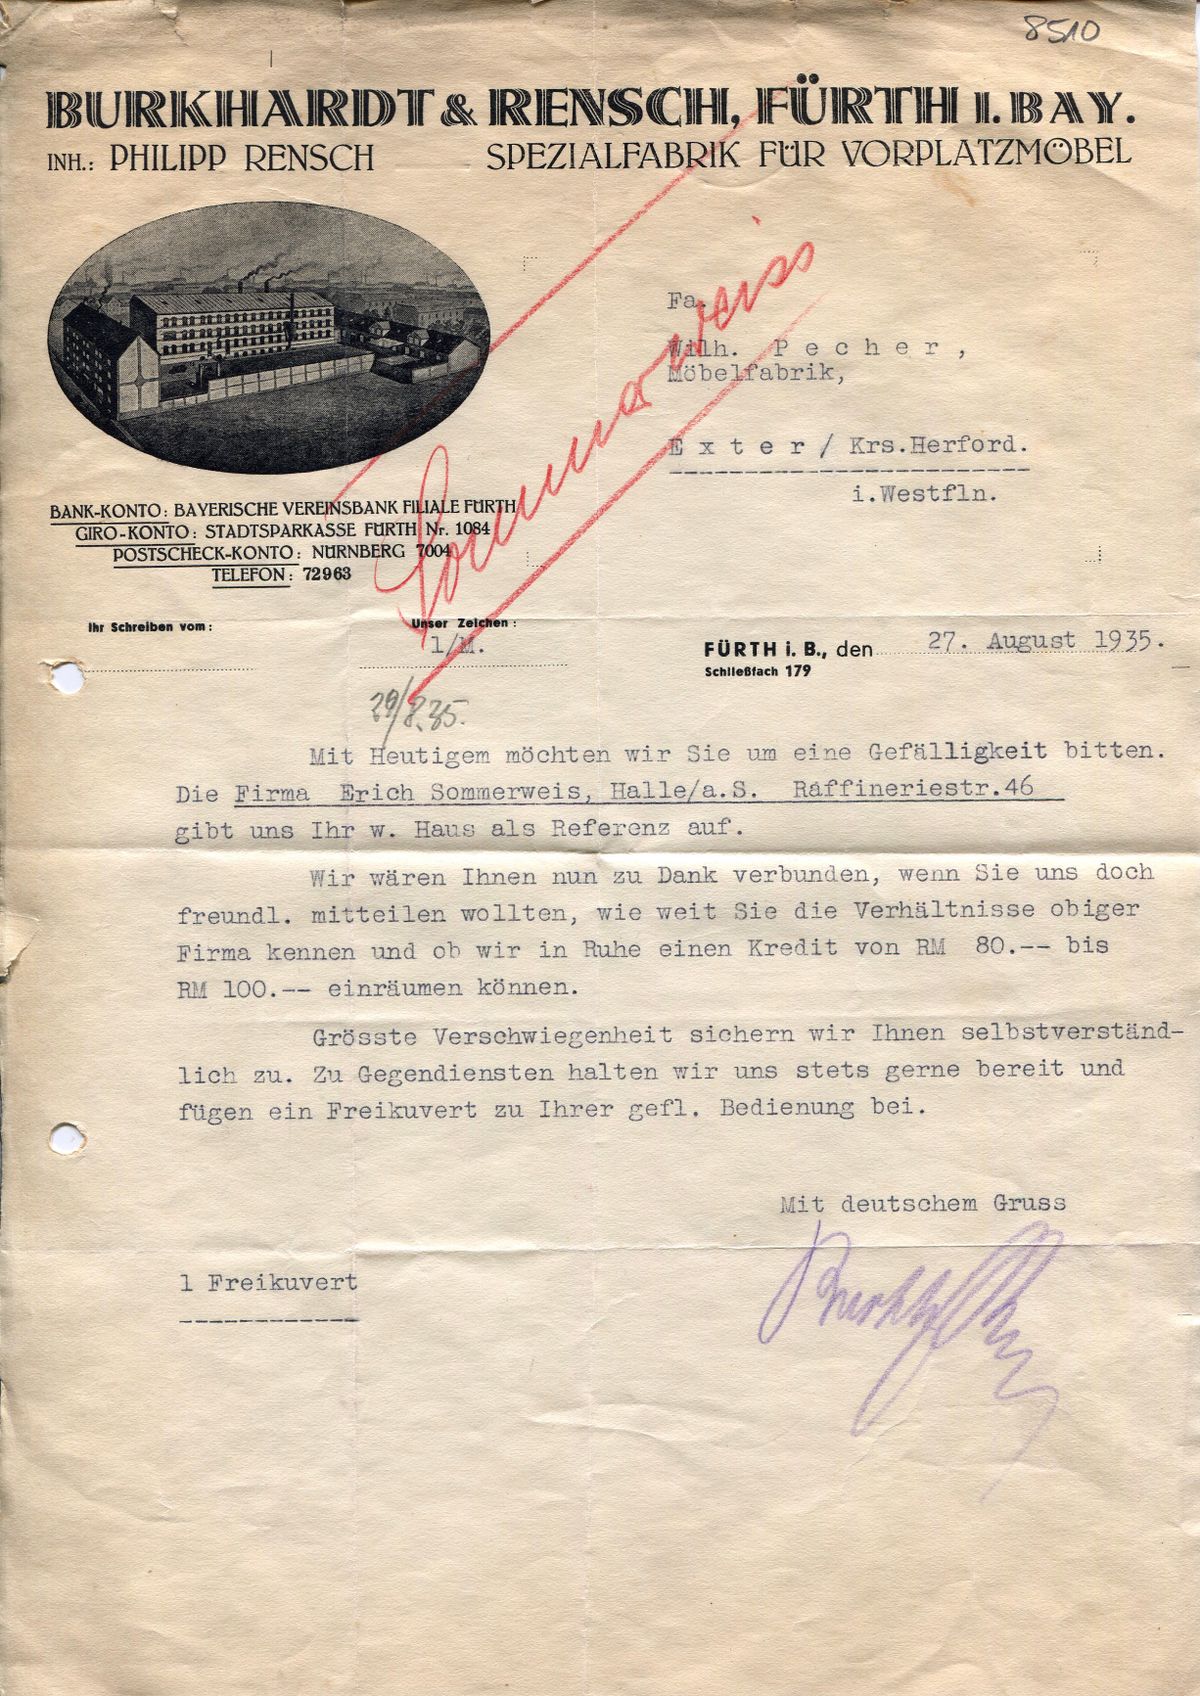 8510
BURKHARDT & RENSCH, FÜRTH I. BAY.
INH.: PHILIPP RENSCH SPEZIALFABRIK FÜR VORPLATZMÖBEL
Fa.
Wilh. Pecher,
Möbelfabrik,
Exter / Krs.Herford.
i.Westfln.
Sommerweiss
BANK-KONTO: BAYERISCHE VEREINSBANK FILIALE FÜRTH
GIRO-KONTO: STADTSPARKASSE FÜRTH Nr. 1084
POSTSCHECK-KONTO: NÜRNBERG 7004
TELEFON: 72963
Ihr Schreiben vom: Unser Zeichen:
1/M.
FÜRTH i. B., den 27. August 1935.
Schließfach 179
29/8.35.
Mit Heutigem möchten wir Sie um eine Gefälligkeit bitten.
Die Firma Erich Sommerweis, Halle/a.S. Räffineriestr.46
gibt uns Ihr w. Haus als Referenz auf.
Wir wären Ihnen nun zu Dank verbunden, wenn Sie uns doch
freundl. mitteilen wollten, wie weit Sie die Verhältnisse obiger
Firma kennen und ob wir in Ruhe einen Kredit von RM 80.-- bis
RM 100.-- einräumen können.
Grösste Verschwiegenheit sichern wir Ihnen selbstverständ-
lich zu. Zu Gegendiensten halten wir uns stets gerne bereit und
fügen ein Freikuvert zu Ihrer gefl. Bedienung bei.
Mit deutschem Gruss
1 Freikuvert